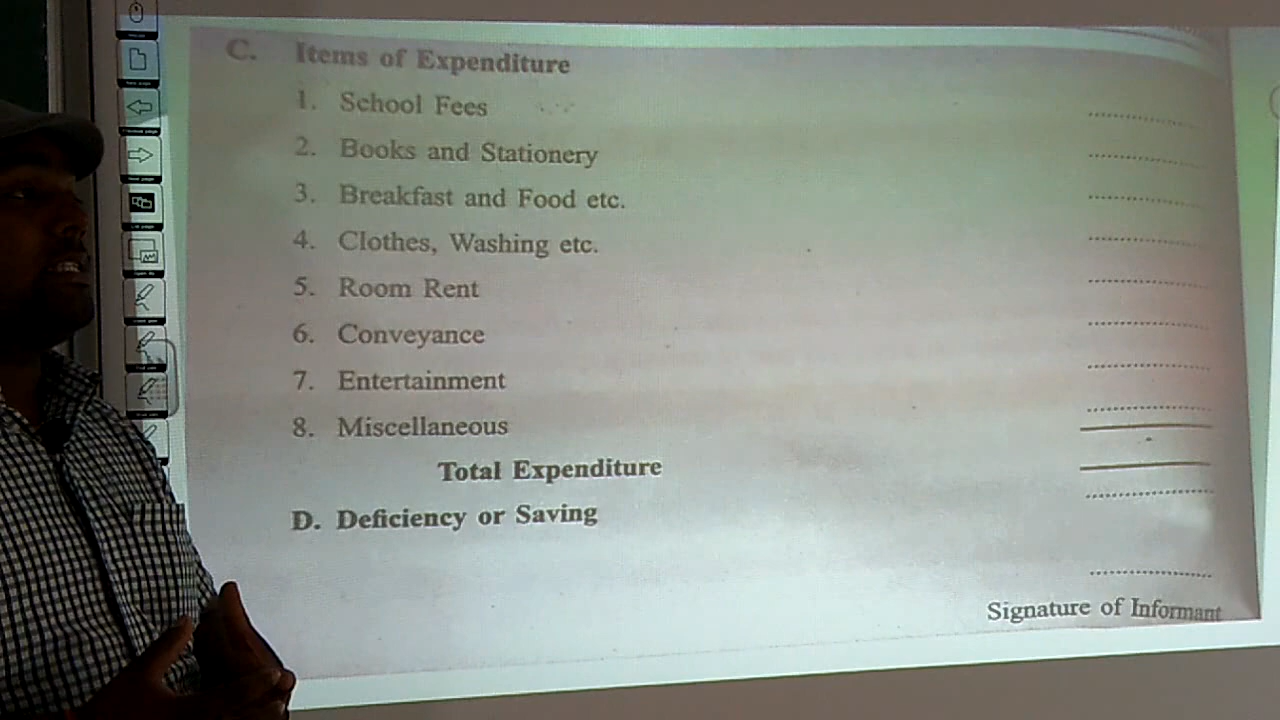 C. Items of Expenditure
1. School Fees ....................
2. Books and Stationery ....................
3. Breakfast and Food etc. ....................
4. Clothes, Washing etc. ....................
5. Room Rent ....................
6. Conveyance ....................
7. Entertainment ....................
8. Miscellaneous ....................
Total Expenditure
D. Deficiency or Saving ....................
....................
Signature of Informant